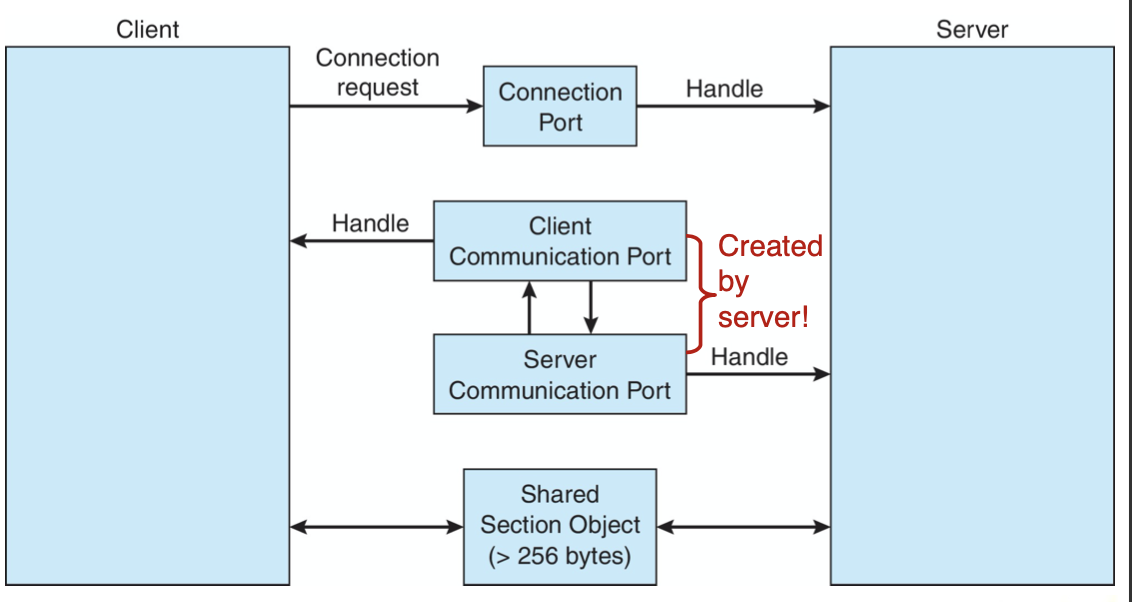 Client
Server
Connection
request
Connection
Port
Handle
Handle
Client
Communication Port
Created
by
server!
Server
Communication Port
Handle
Shared
Section Object
(> 256 bytes)